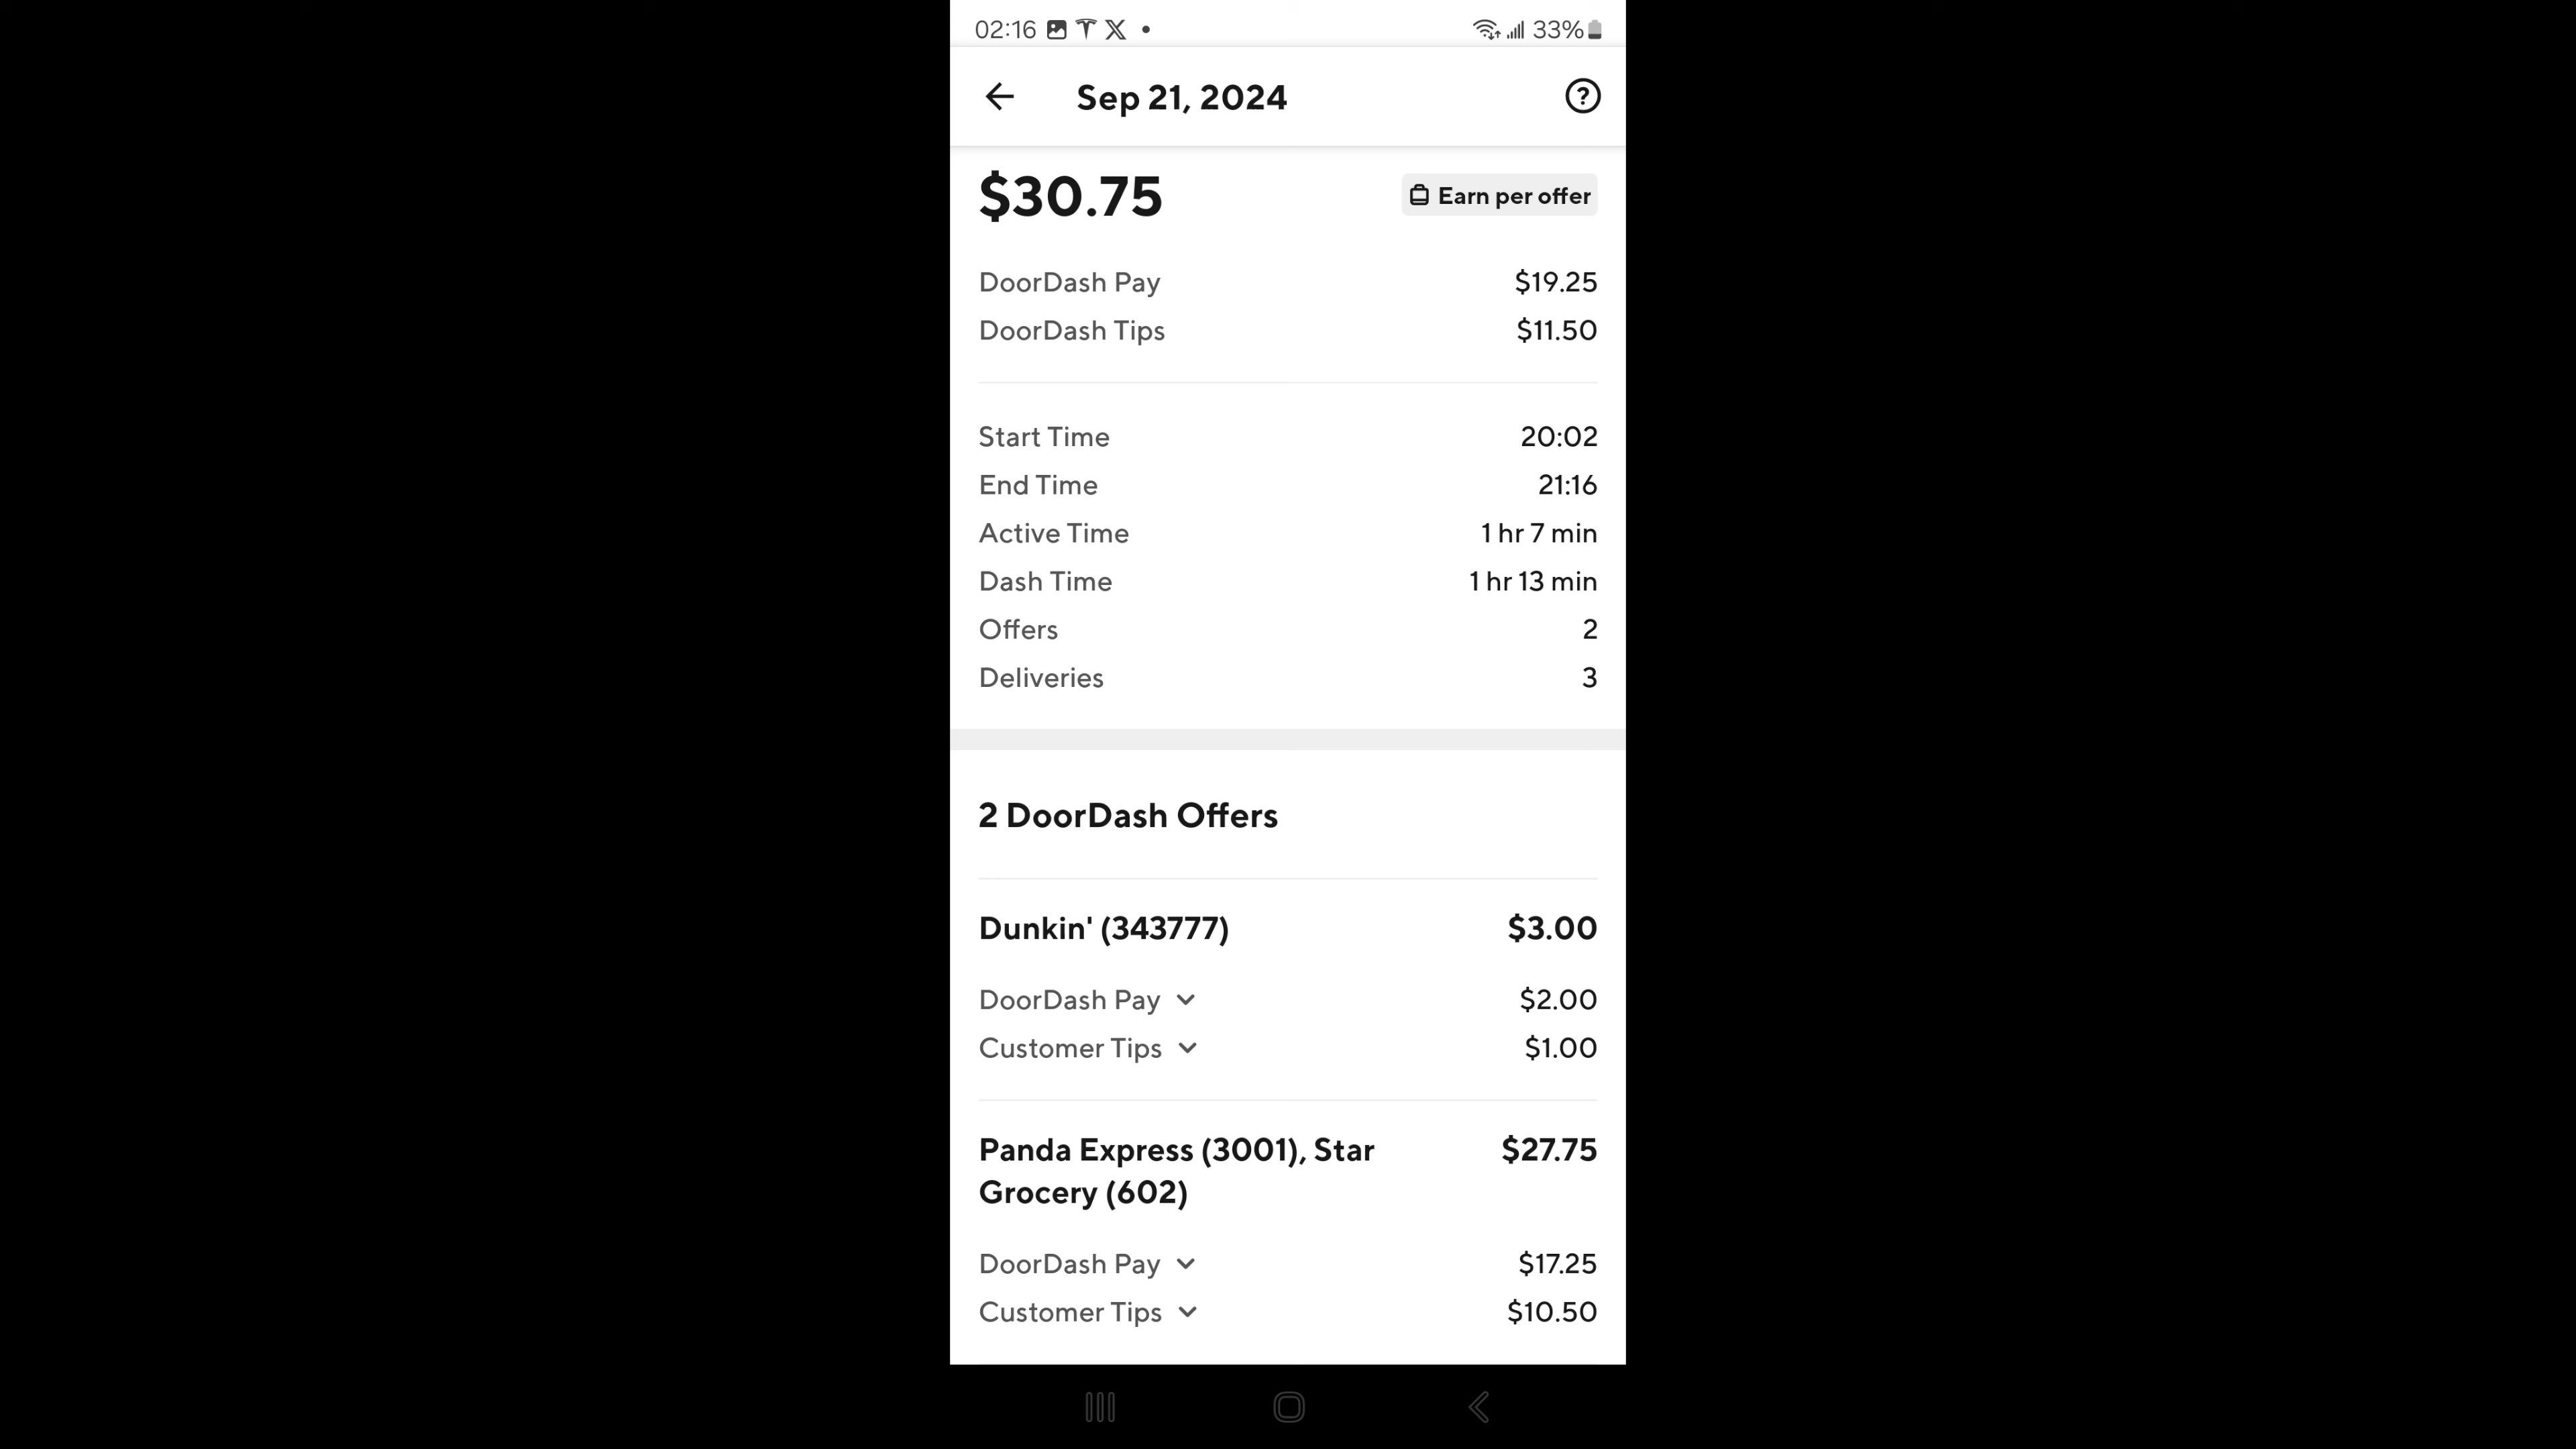 02:16 33%
Sep 21, 2024
$30.75 Earn per offer
DoorDash Pay $19.25
DoorDash Tips $11.50
Start Time 20:02
End Time 21:16
Active Time 1 hr 7 min
Dash Time 1 hr 13 min
Offers 2
Deliveries 3
2 DoorDash Offers
Dunkin' (343777) $3.00
DoorDash Pay $2.00
Customer Tips $1.00
Panda Express (3001), Star $27.75
Grocery (602)
DoorDash Pay $17.25
Customer Tips $10.50